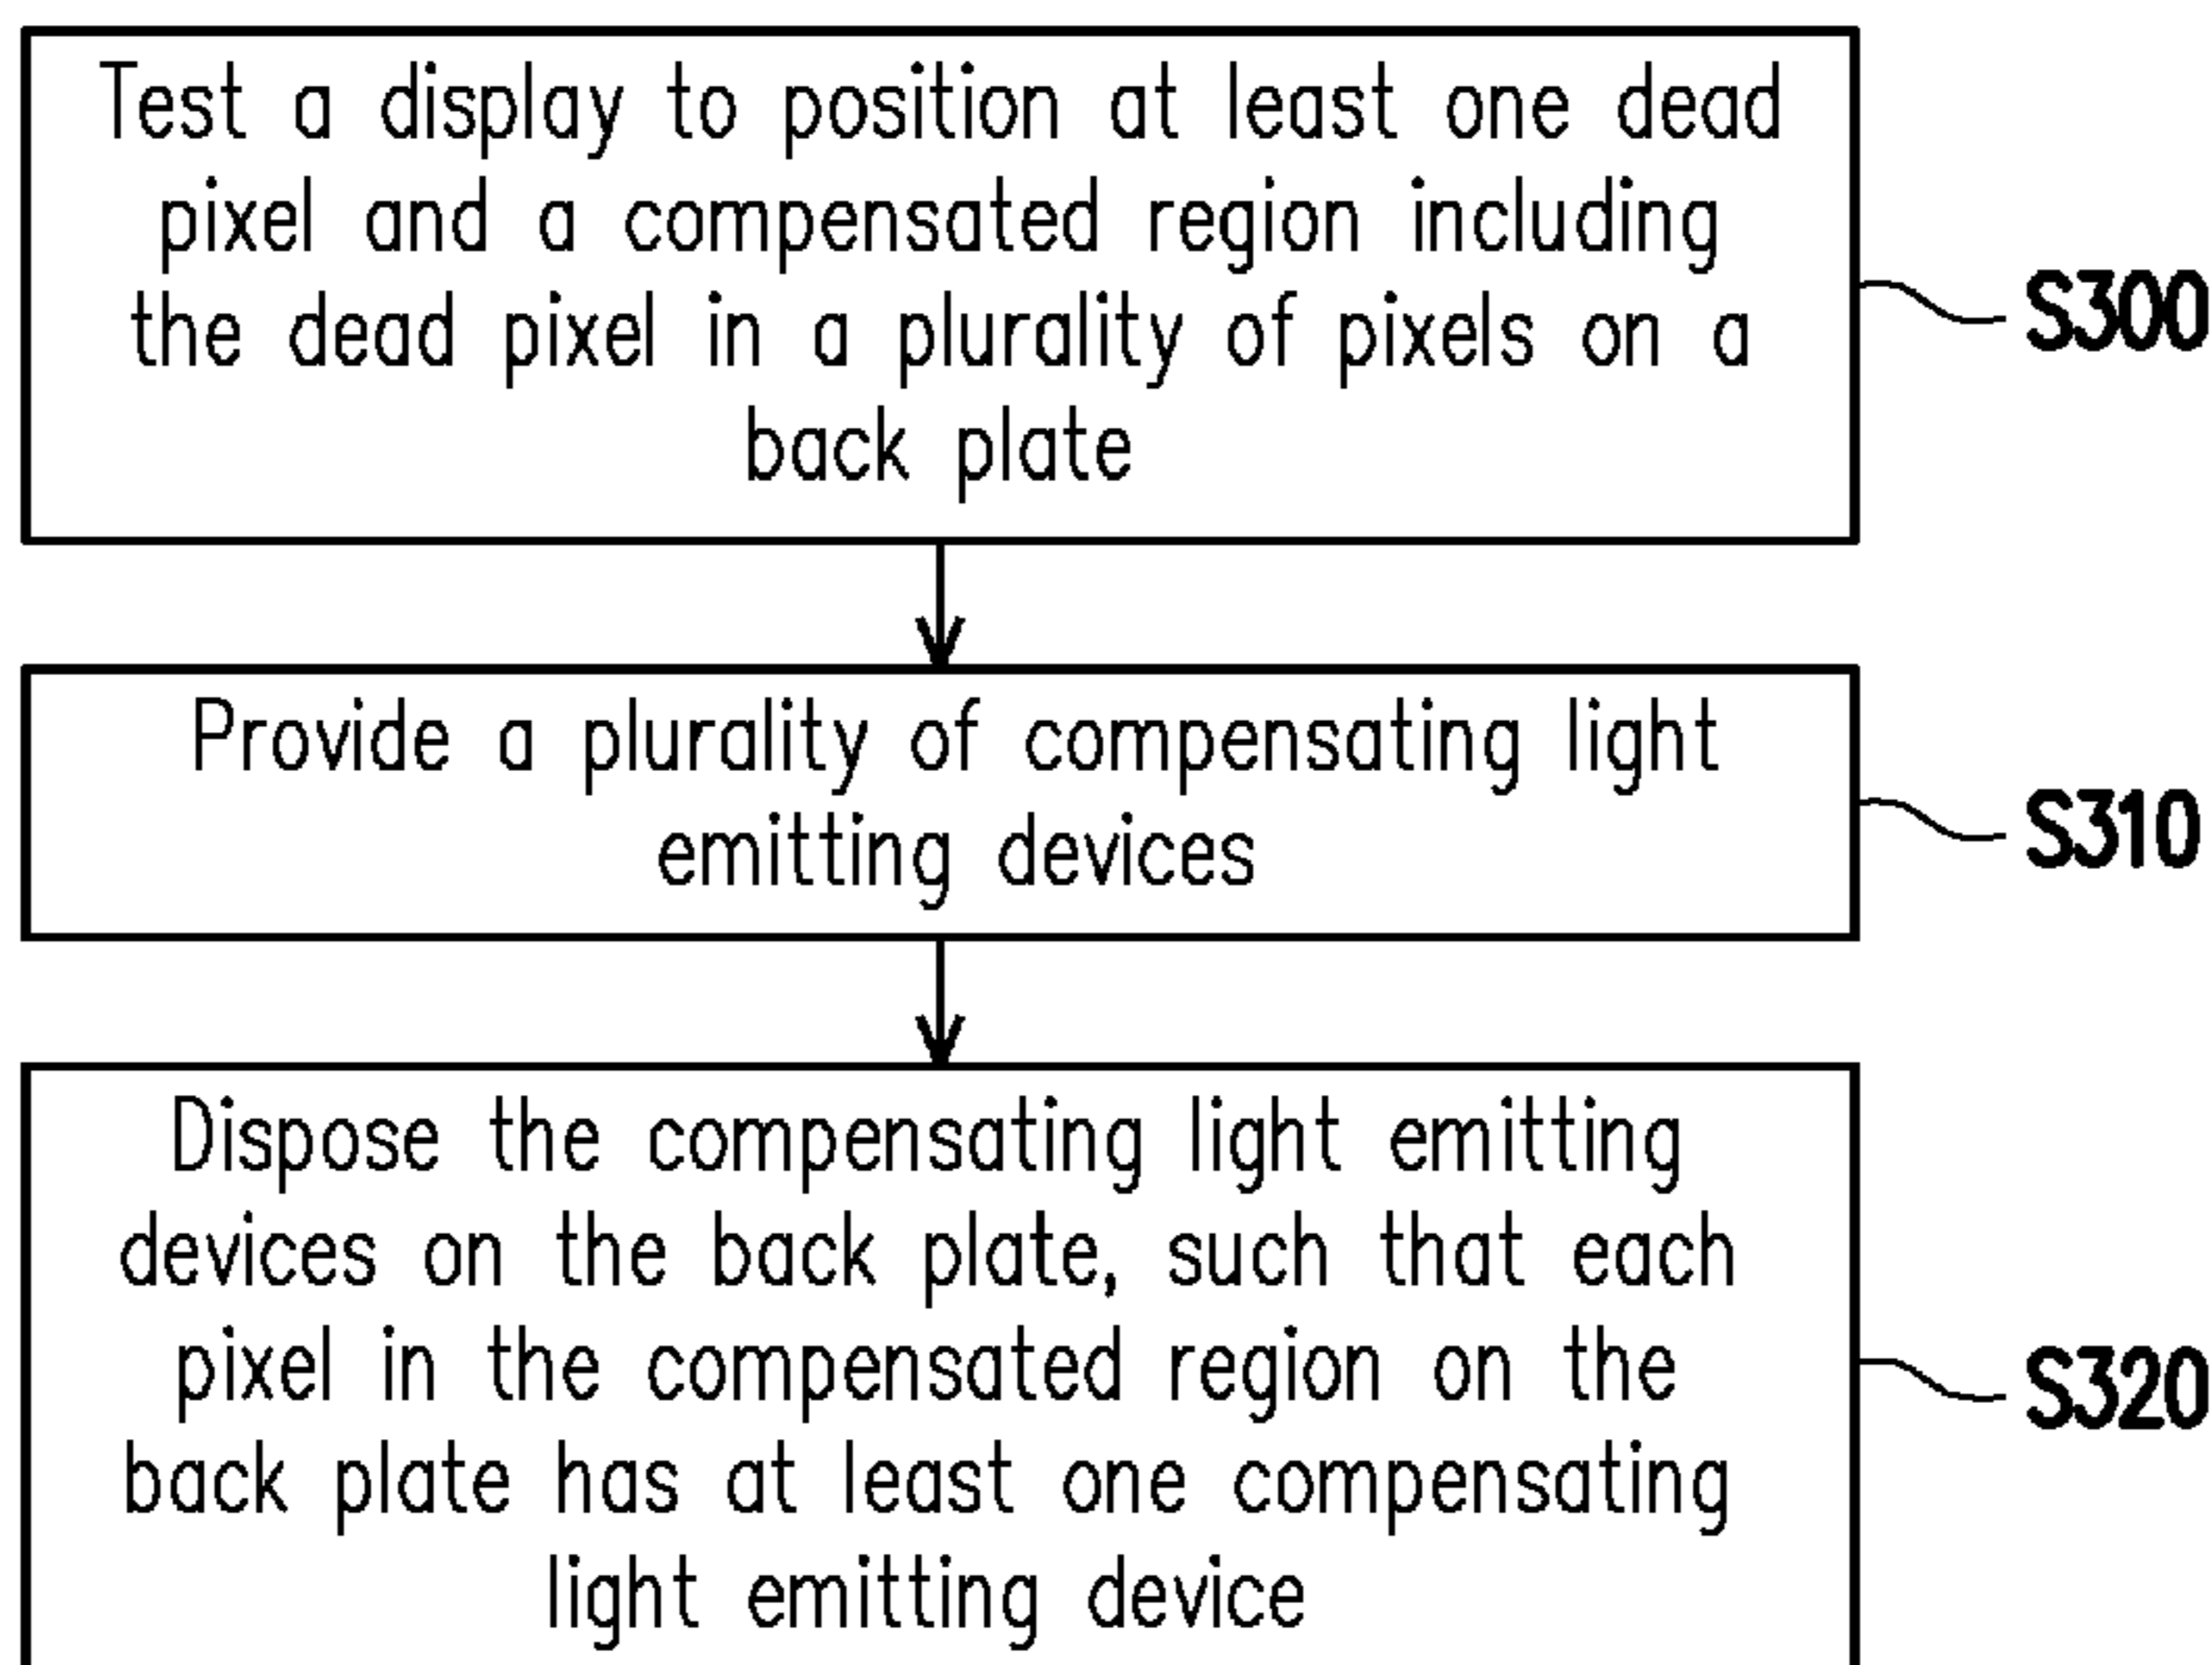 Test a display to position at least one dead
pixel and a compensated region including
the dead pixel in a plurality of pixels on a
back plate
S300
Provide a plurality of compensating light
emitting devices
S310
Dispose the compensating light emitting
devices on the back plate, such that each
pixel in the compensated region on the
back plate has at least one compensating
light emitting device
S320